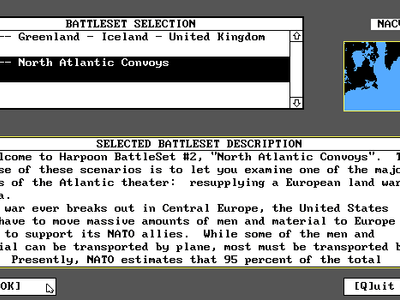 BATTLESET SELECTION
-- Greenland - Iceland - United Kingdom
-- North Atlantic Convoys
NACV
SELECTED BATTLESET DESCRIPTION
lcome to Harpoon BattleSet #2, "North Atlantic Convoys". T
se of these scenarios is to let you examine one of the majo
s of the Atlantic theater: resupplying a European land war
a.
war ever breaks out in Central Europe, the United States
have to move massive amounts of men and material to Europe
to support its NATO allies. While some of the men and
ial can be transported by plane, most must be transported b
Presently, NATO estimates that 95 percent of the total
OK]
[Q]uit